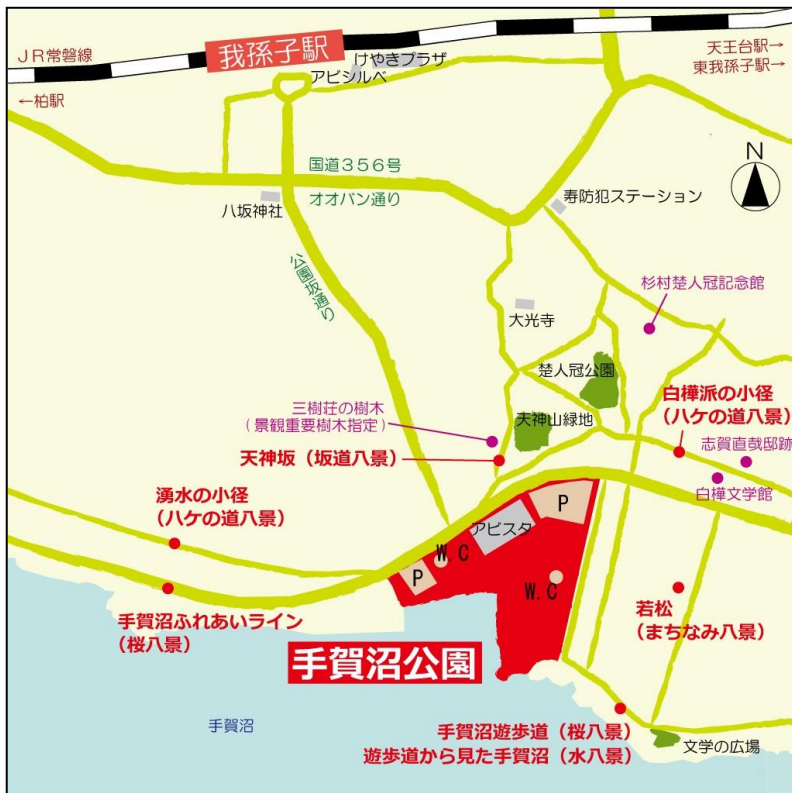 ＪＲ常磐線
我孫子駅
天王台駅→
東我孫子駅→
けやきプラザ
アビシルベ
←柏駅
N
国道３５６号
オオバン通り
八坂神社
寿防犯ステーション
公園坂通り
杉村楚人冠記念館
大光寺
楚人冠公園
三樹荘の樹木
（景観重要樹木指定）
天神山緑地
白樺派の小径
（ハケの道八景）
天神坂（坂道八景）
志賀直哉邸跡
白樺文学館
湧水の小径
（ハケの道八景）
P
アビスタ
W.C
P
W.C
手賀沼ふれあいライン
（桜八景）
若松
（まちなみ八景）
手賀沼公園
手賀沼
手賀沼遊歩道（桜八景）
遊歩道から見た手賀沼（水八景）
文学の広場